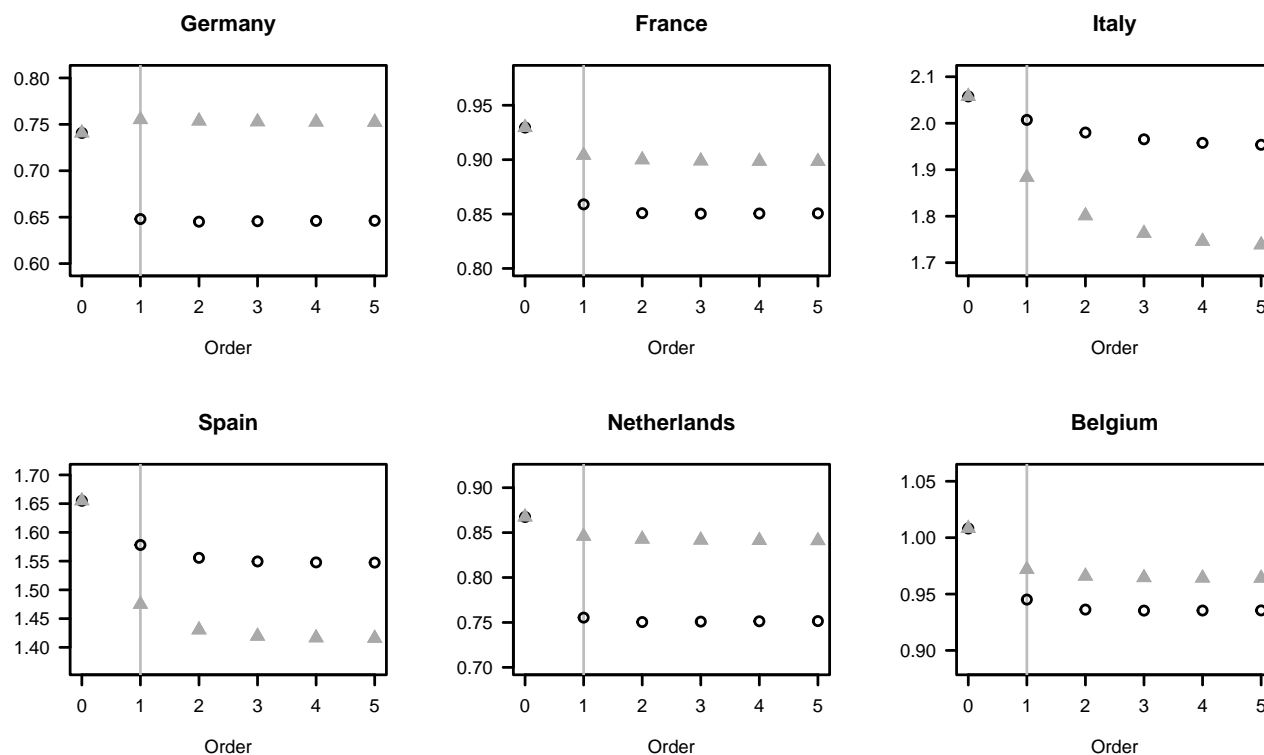 Germany
0.80
0.75
0.70
0.65
0.60
0 1 2 3 4 5
Order
France
0.95
0.90
0.85
0.80
0 1 2 3 4 5
Order
Italy
2.1
2.0
1.9
1.8
1.7
0 1 2 3 4 5
Order
Spain
1.70
1.65
1.60
1.55
1.50
1.45
1.40
0 1 2 3 4 5
Order
Netherlands
0.90
0.85
0.80
0.75
0.70
0 1 2 3 4 5
Order
Belgium
1.05
1.00
0.95
0.90
0 1 2 3 4 5
Order